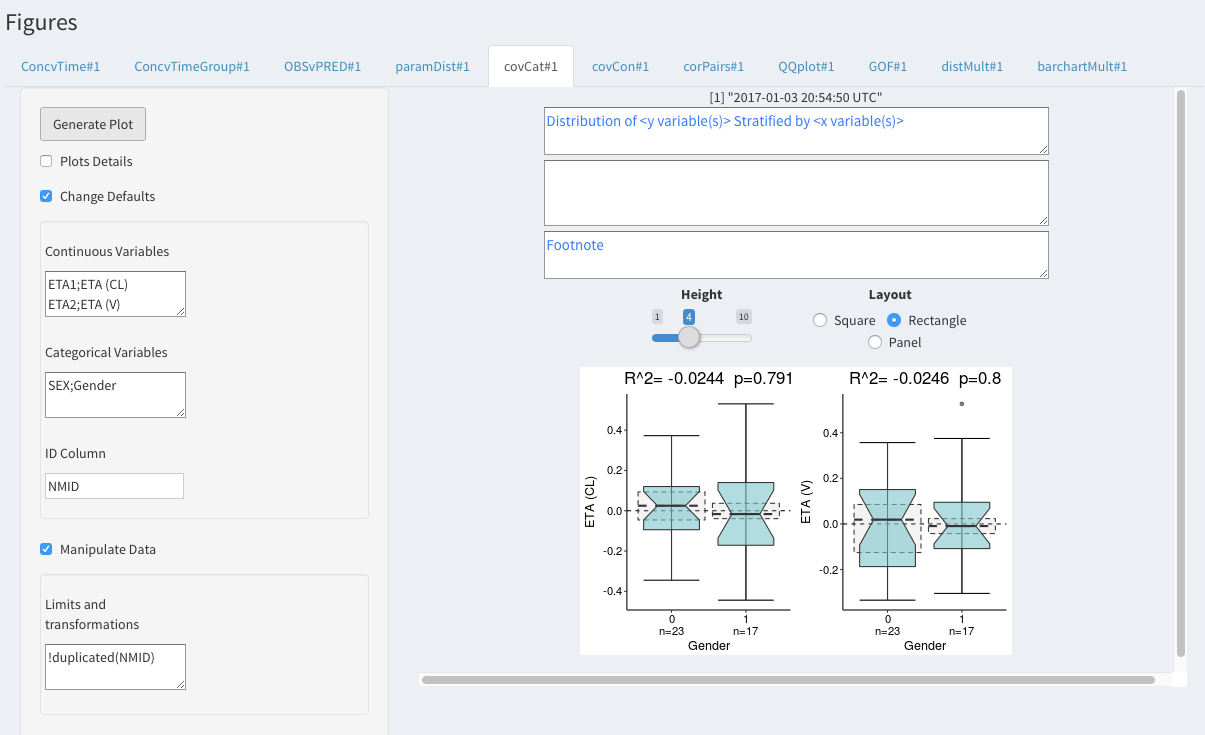 Figures
ConcvTime#1 ConcvTimeGroup#1 OBSvPRED#1 paramDist#1 covCat#1 covCon#1 corPairs#1 QQplot#1 GOF#1 distMult#1 barchartMult#1
Generate Plot
Plots Details
Change Defaults
Continuous Variables
ETA1;ETA (CL)
ETA2;ETA (V)
Categorical Variables
SEX;Gender
ID Column
NMID
Manipulate Data
Limits and
transformations
!duplicated(NMID)
[1] "2017-01-03 20:54:50 UTC"
Distribution of <y variable(s)> Stratified by <x variable(s)>
Footnote
Height
1 4 10
Layout
Square Rectangle
Panel
R^2= -0.0244 p=0.791
ETA (CL)
0.4
0.2
0.0
-0.2
-0.4
0 1
n=23 n=17
Gender
R^2= -0.0246 p=0.8
ETA (V)
0.4
0.2
0.0
-0.2
0 1
n=23 n=17
Gender